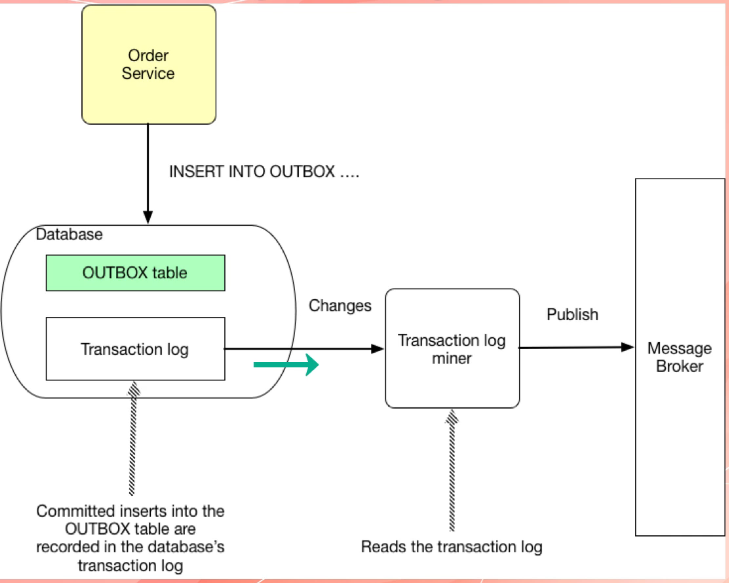 Order
Service
INSERT INTO OUTBOX ....
Database
OUTBOX table
Changes
Publish
Transaction log
Transaction log
miner
Message
Broker
Committed inserts into the
OUTBOX table are
recorded in the database's
transaction log
Reads the transaction log